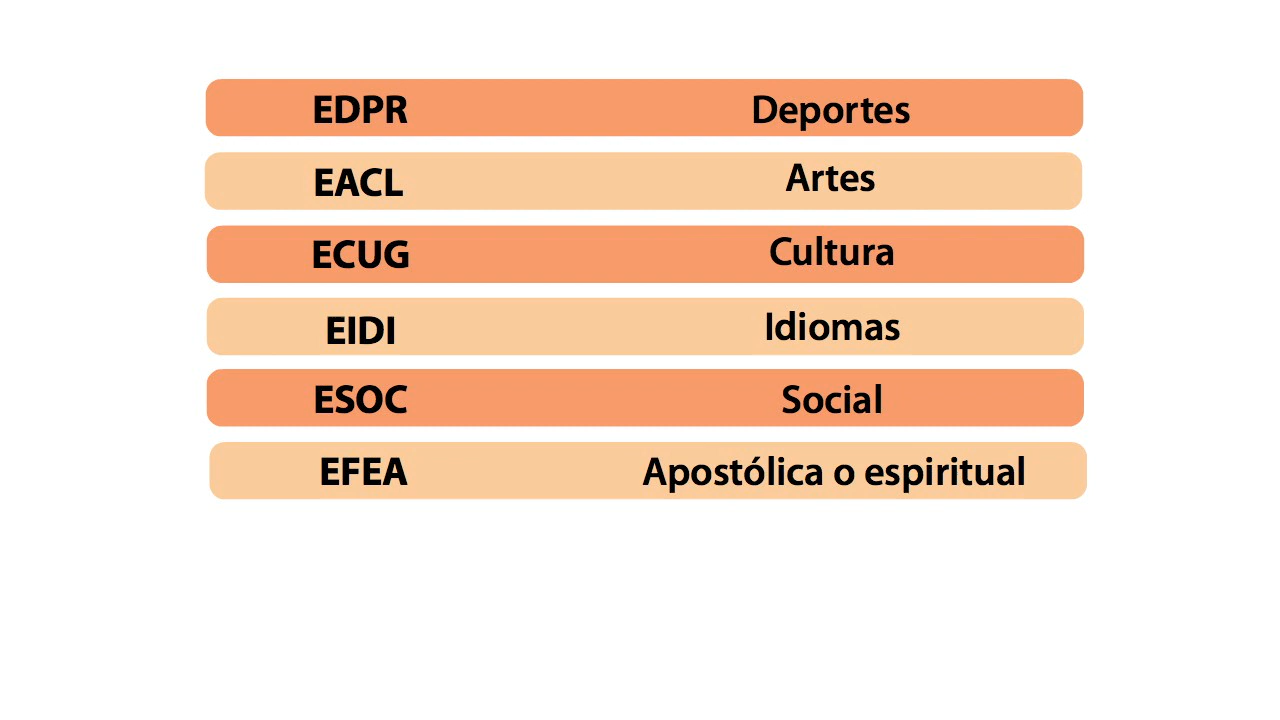 EDPR Deportes
EACL Artes
ECUG Cultura
EIDI Idiomas
ESOC Social
EFEA Apostólica o espiritual